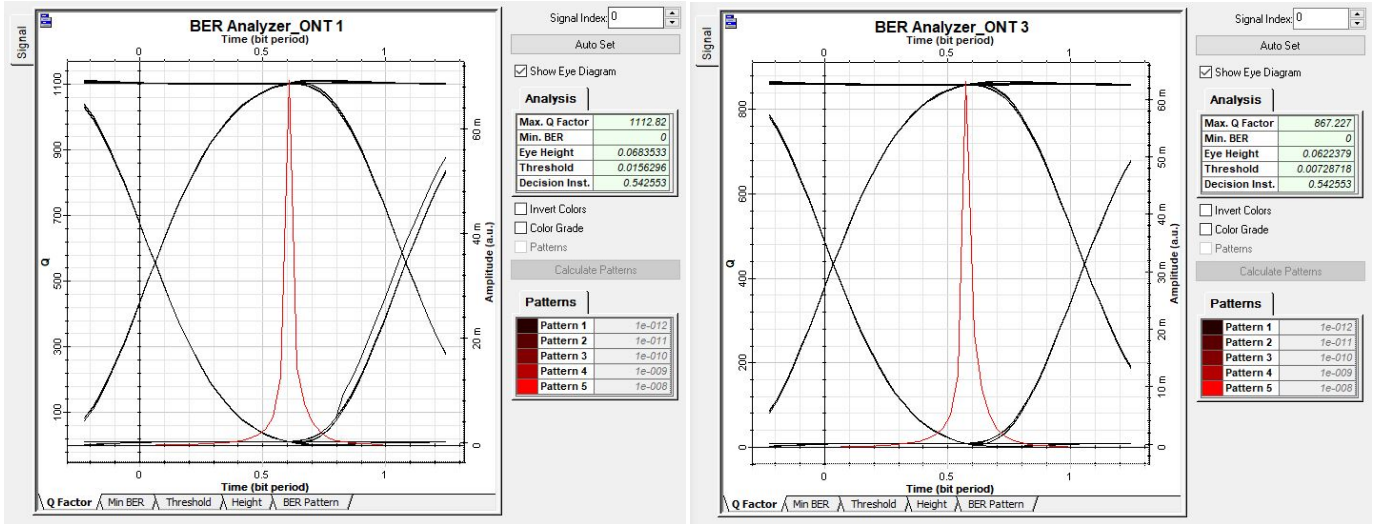 Signal
BER Analyzer_ONT 1
Time (bit period)
0 0.5 1
Q
1100
900
700
500
300
100
Amplitude (a.u.)
60 m
40 m
20 m
0
0 0.5 1
Time (bit period)
Q Factor Min BER Threshold Height BER Pattern
Signal Index: 0
Auto Set
Show Eye Diagram
Analysis
Max. Q Factor 1112.82
Min. BER 0
Eye Height 0.0683533
Threshold 0.0156296
Decision Inst. 0.542553
Invert Colors
Color Grade
Patterns
Calculate Patterns
Patterns
Pattern 1 1e-012
Pattern 2 1e-011
Pattern 3 1e-010
Pattern 4 1e-009
Pattern 5 1e-008
Signal
BER Analyzer_ONT 3
Time (bit period)
0 0.5 1
Q
800
600
400
200
0
Amplitude (a.u.)
60 m
50 m
40 m
30 m
20 m
10 m
0
0 0.5 1
Time (bit period)
Q Factor Min BER Threshold Height BER Pattern
Signal Index: 0
Auto Set
Show Eye Diagram
Analysis
Max. Q Factor 867.227
Min. BER 0
Eye Height 0.0622379
Threshold 0.00728718
Decision Inst. 0.542553
Invert Colors
Color Grade
Patterns
Calculate Patterns
Patterns
Pattern 1 1e-012
Pattern 2 1e-011
Pattern 3 1e-010
Pattern 4 1e-009
Pattern 5 1e-008